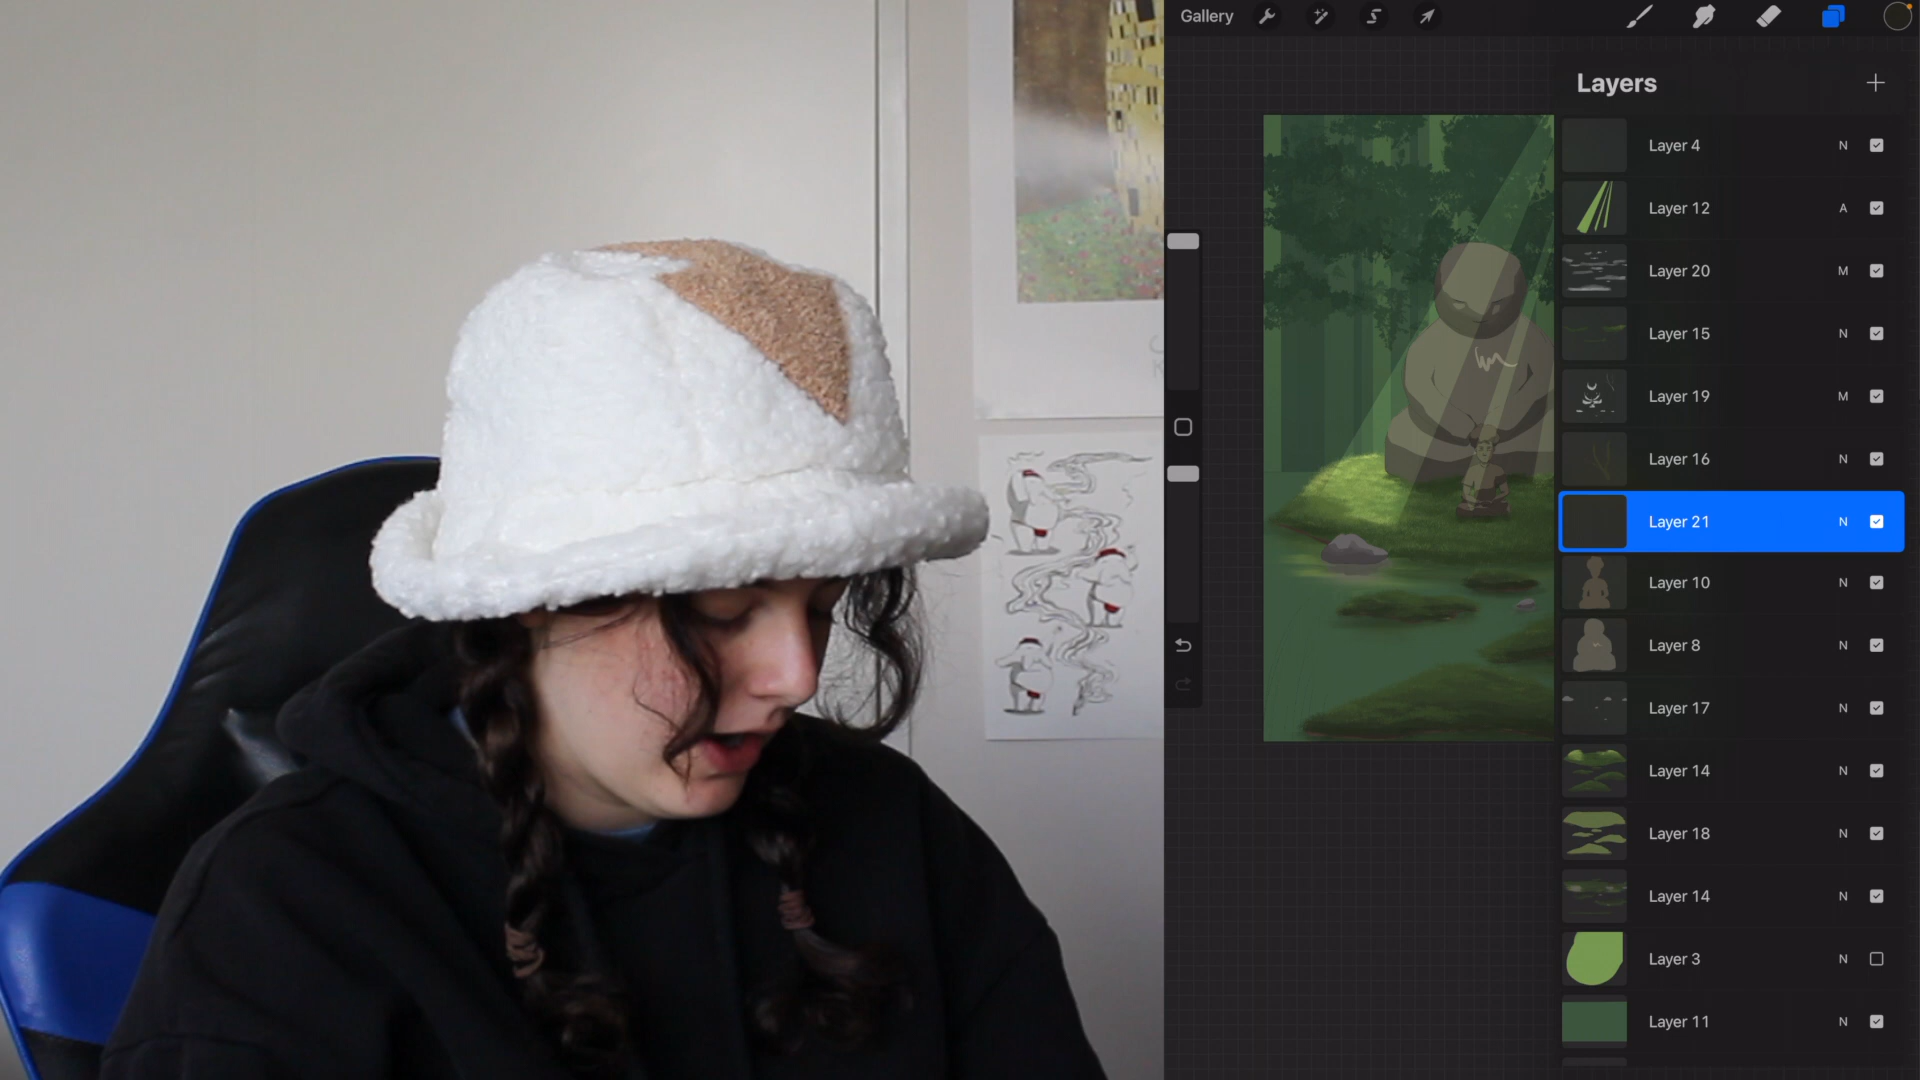 Gallery
Layers
Layer 4 N
Layer 12 A
Layer 20 M
Layer 15 N
Layer 19 M
Layer 16 N
Layer 21 N
Layer 10 N
Layer 8 N
Layer 17 N
Layer 14 N
Layer 18 N
Layer 14 N
Layer 3 N
Layer 11 N